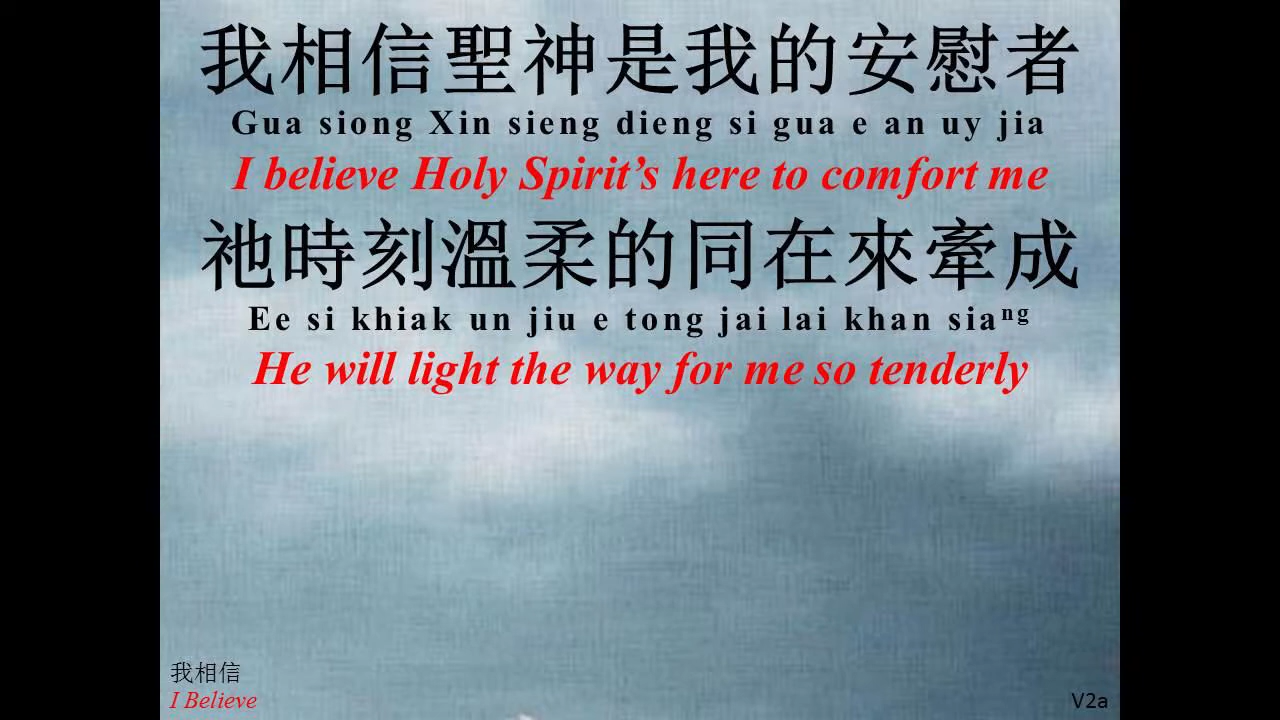 我相信聖神是我的安慰者
Gua siong Xin sieng dieng si gua e an uy jia
I believe Holy Spirit’s here to comfort me
祂時刻溫柔的同在來牽成
Ee si khiak un jiu e tong jai lai khan siaⁿᵍ
He will light the way for me so tenderly
我相信
I Believe
V2a